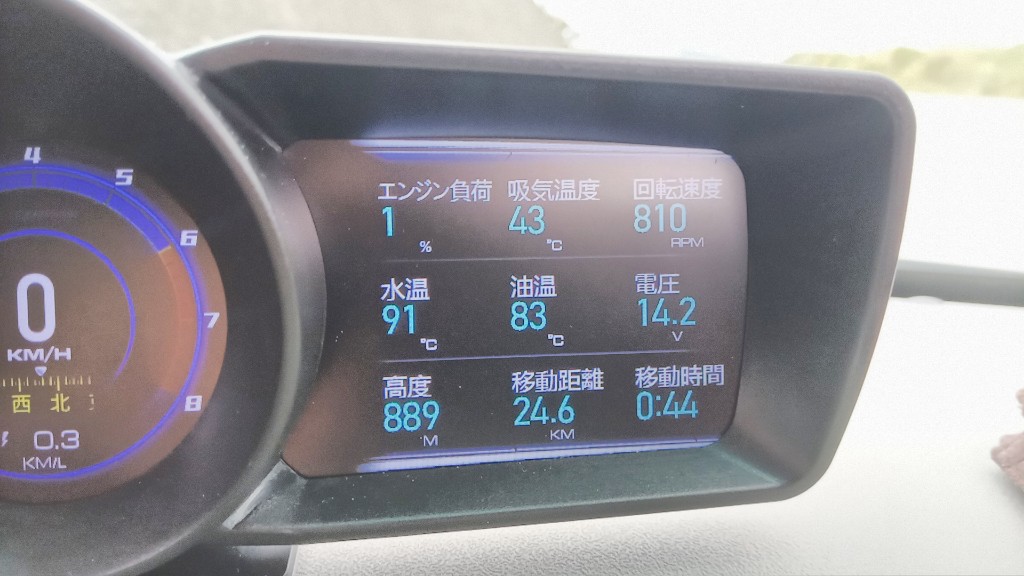 4
5
6
7
8
0
KM/H
西 北
0.3
KM/L
エンジン負荷 吸気温度 回転速度
1 % 43 ℃ 810 RPM
水温 油温 電圧
91 ℃ 83 ℃ 14.2 V
高度 移動距離 移動時間
889 M 24.6 KM 0:44